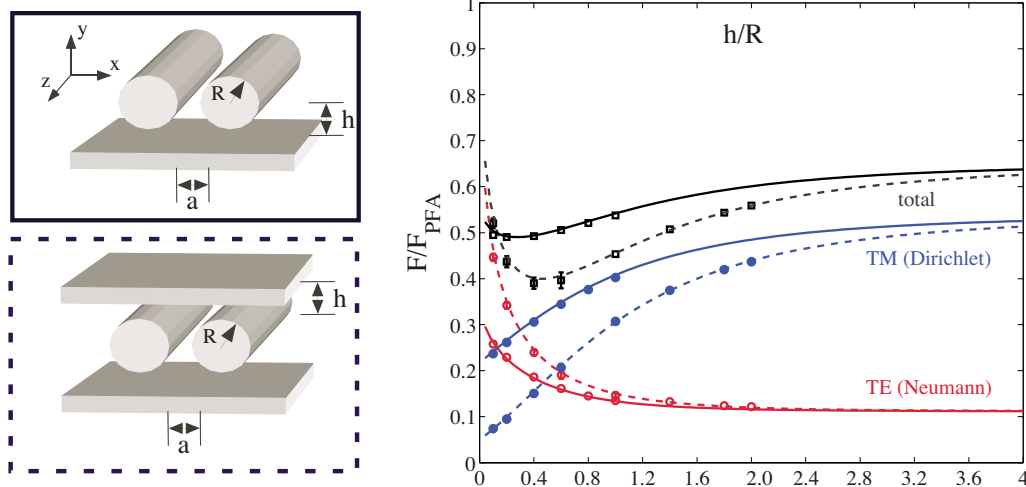 y
x
z
R
h
a
h
R
a
F/F_PFA
1
0.9
0.8
0.7
0.6
0.5
0.4
0.3
0.2
0.1
0
h/R
total
TM (Dirichlet)
TE (Neumann)
0 0.4 0.8 1.2 1.6 2.0 2.4 2.8 3.2 3.6 4